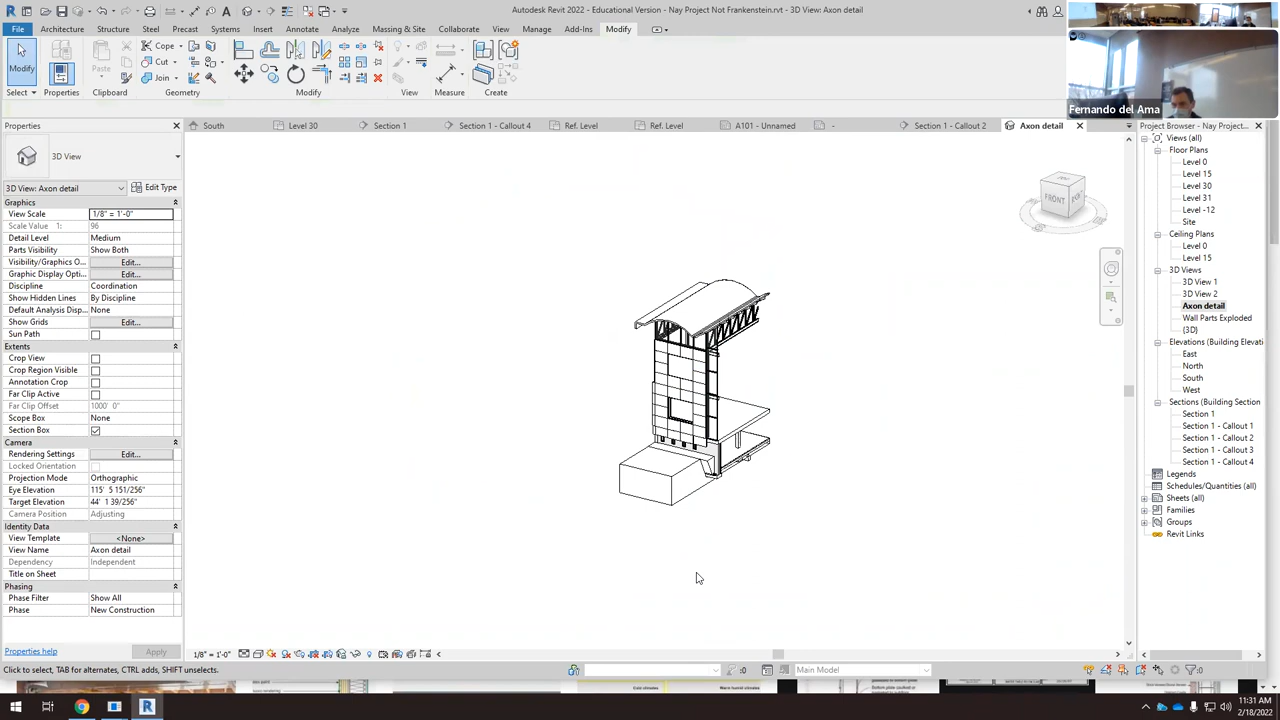 Autodesk Revit 2022 - Educational Version - Nay Project Not Frankenstein.rvt - 3D View: Axon detail
File Architecture Structure Steel Precast Systems Insert Annotate Analyze Massing & Site Collaborate View Manage Add-Ins Modify
Modify Properties Paste Cope Cut Join
Select Properties Clipboard Geometry Modify View Measure Create
Fernando del Ama
South Level 30 Section 1 Section 1 - Callout 4 Ref. Level Ref. Level A101 - Unnamed - Section 1 - Callout 2 Axon detail
Properties
3D View
3D View: Axon detail Edit Type
Graphics
View Scale 1/8" = 1'-0"
Scale Value 1: 96
Detail Level Medium
Parts Visibility Show Both
Visibility/Graphics O... Edit...
Graphic Display Opti... Edit...
Discipline Coordination
Show Hidden Lines By Discipline
Default Analysis Disp... None
Show Grids Edit...
Sun Path
Extents
Crop View
Crop Region Visible
Annotation Crop
Far Clip Active
Far Clip Offset 1000' 0"
Scope Box None
Section Box
Camera
Rendering Settings Edit...
Locked Orientation
Projection Mode Orthographic
Eye Elevation 115' 5 151/256"
Target Elevation 44' 1 39/256"
Camera Position Adjusting
Identity Data
View Template <None>
View Name Axon detail
Dependency Independent
Title on Sheet
Phasing
Phase Filter Show All
Phase New Construction
Properties help Apply
FRONT
Project Browser - Nay Project...
Views (all)
Floor Plans
Level 0
Level 15
Level 30
Level 31
Level -12
Site
Ceiling Plans
Level 0
Level 15
3D Views
3D View 1
3D View 2
Axon detail
Wall Parts Exploded
{3D}
Elevations (Building Elevati
East
North
South
West
Sections (Building Section
Section 1
Section 1 - Callout 1
Section 1 - Callout 2
Section 1 - Callout 3
Section 1 - Callout 4
Legends
Schedules/Quantities (all)
Sheets (all)
Families
Groups
Revit Links
1/8" = 1'-0"
Click to select, TAB for alternates, CTRL adds, SHIFT unselects.
:0 Main Model :0
11:31 AM
2/18/2022